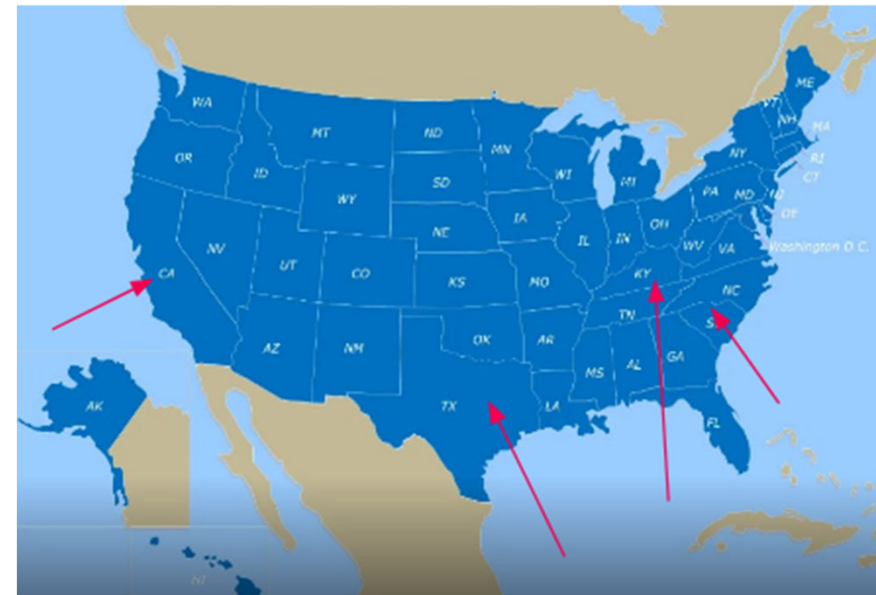 ME
WA
VT
NH
MT
ND
MA
MN
OR
NY
RI
ID
WI
CT
SD
MI
PA
MD
NJ
WY
DE
IA
OH
NE
NV
IL
IN
WV
VA
Washington D.C.
UT
CA
CO
KS
MO
KY
NC
TN
S
OK
AR
AZ
NM
GA
MS
AL
TX
LA
AK
FL
HI